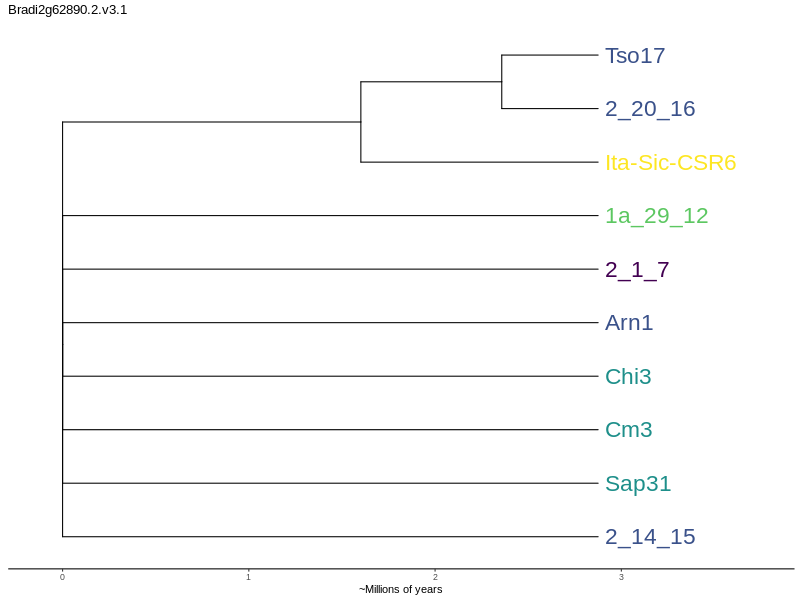 Bradi2g62890.2.v3.1
Tso17
2_20_16
Ita-Sic-CSR6
1a_29_12
2_1_7
Arn1
Chi3
Cm3
Sap31
2_14_15
0 1 2 3
~Millions of years